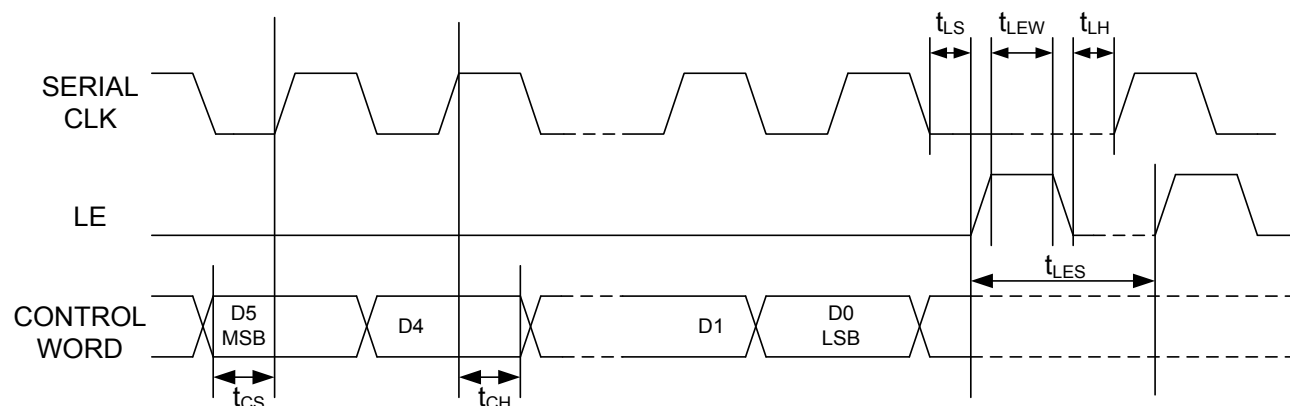 tLS tLEW tLH
SERIAL
CLK
LE
tLES
CONTROL
WORD
D5
MSB
D4
D1
D0
LSB
tCS tCH